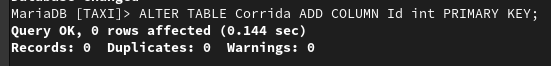 MariaDB [TAXI]> ALTER TABLE Corrida ADD COLUMN Id int PRIMARY KEY;
Query OK, 0 rows affected (0.144 sec)
Records: 0  Duplicates: 0  Warnings: 0